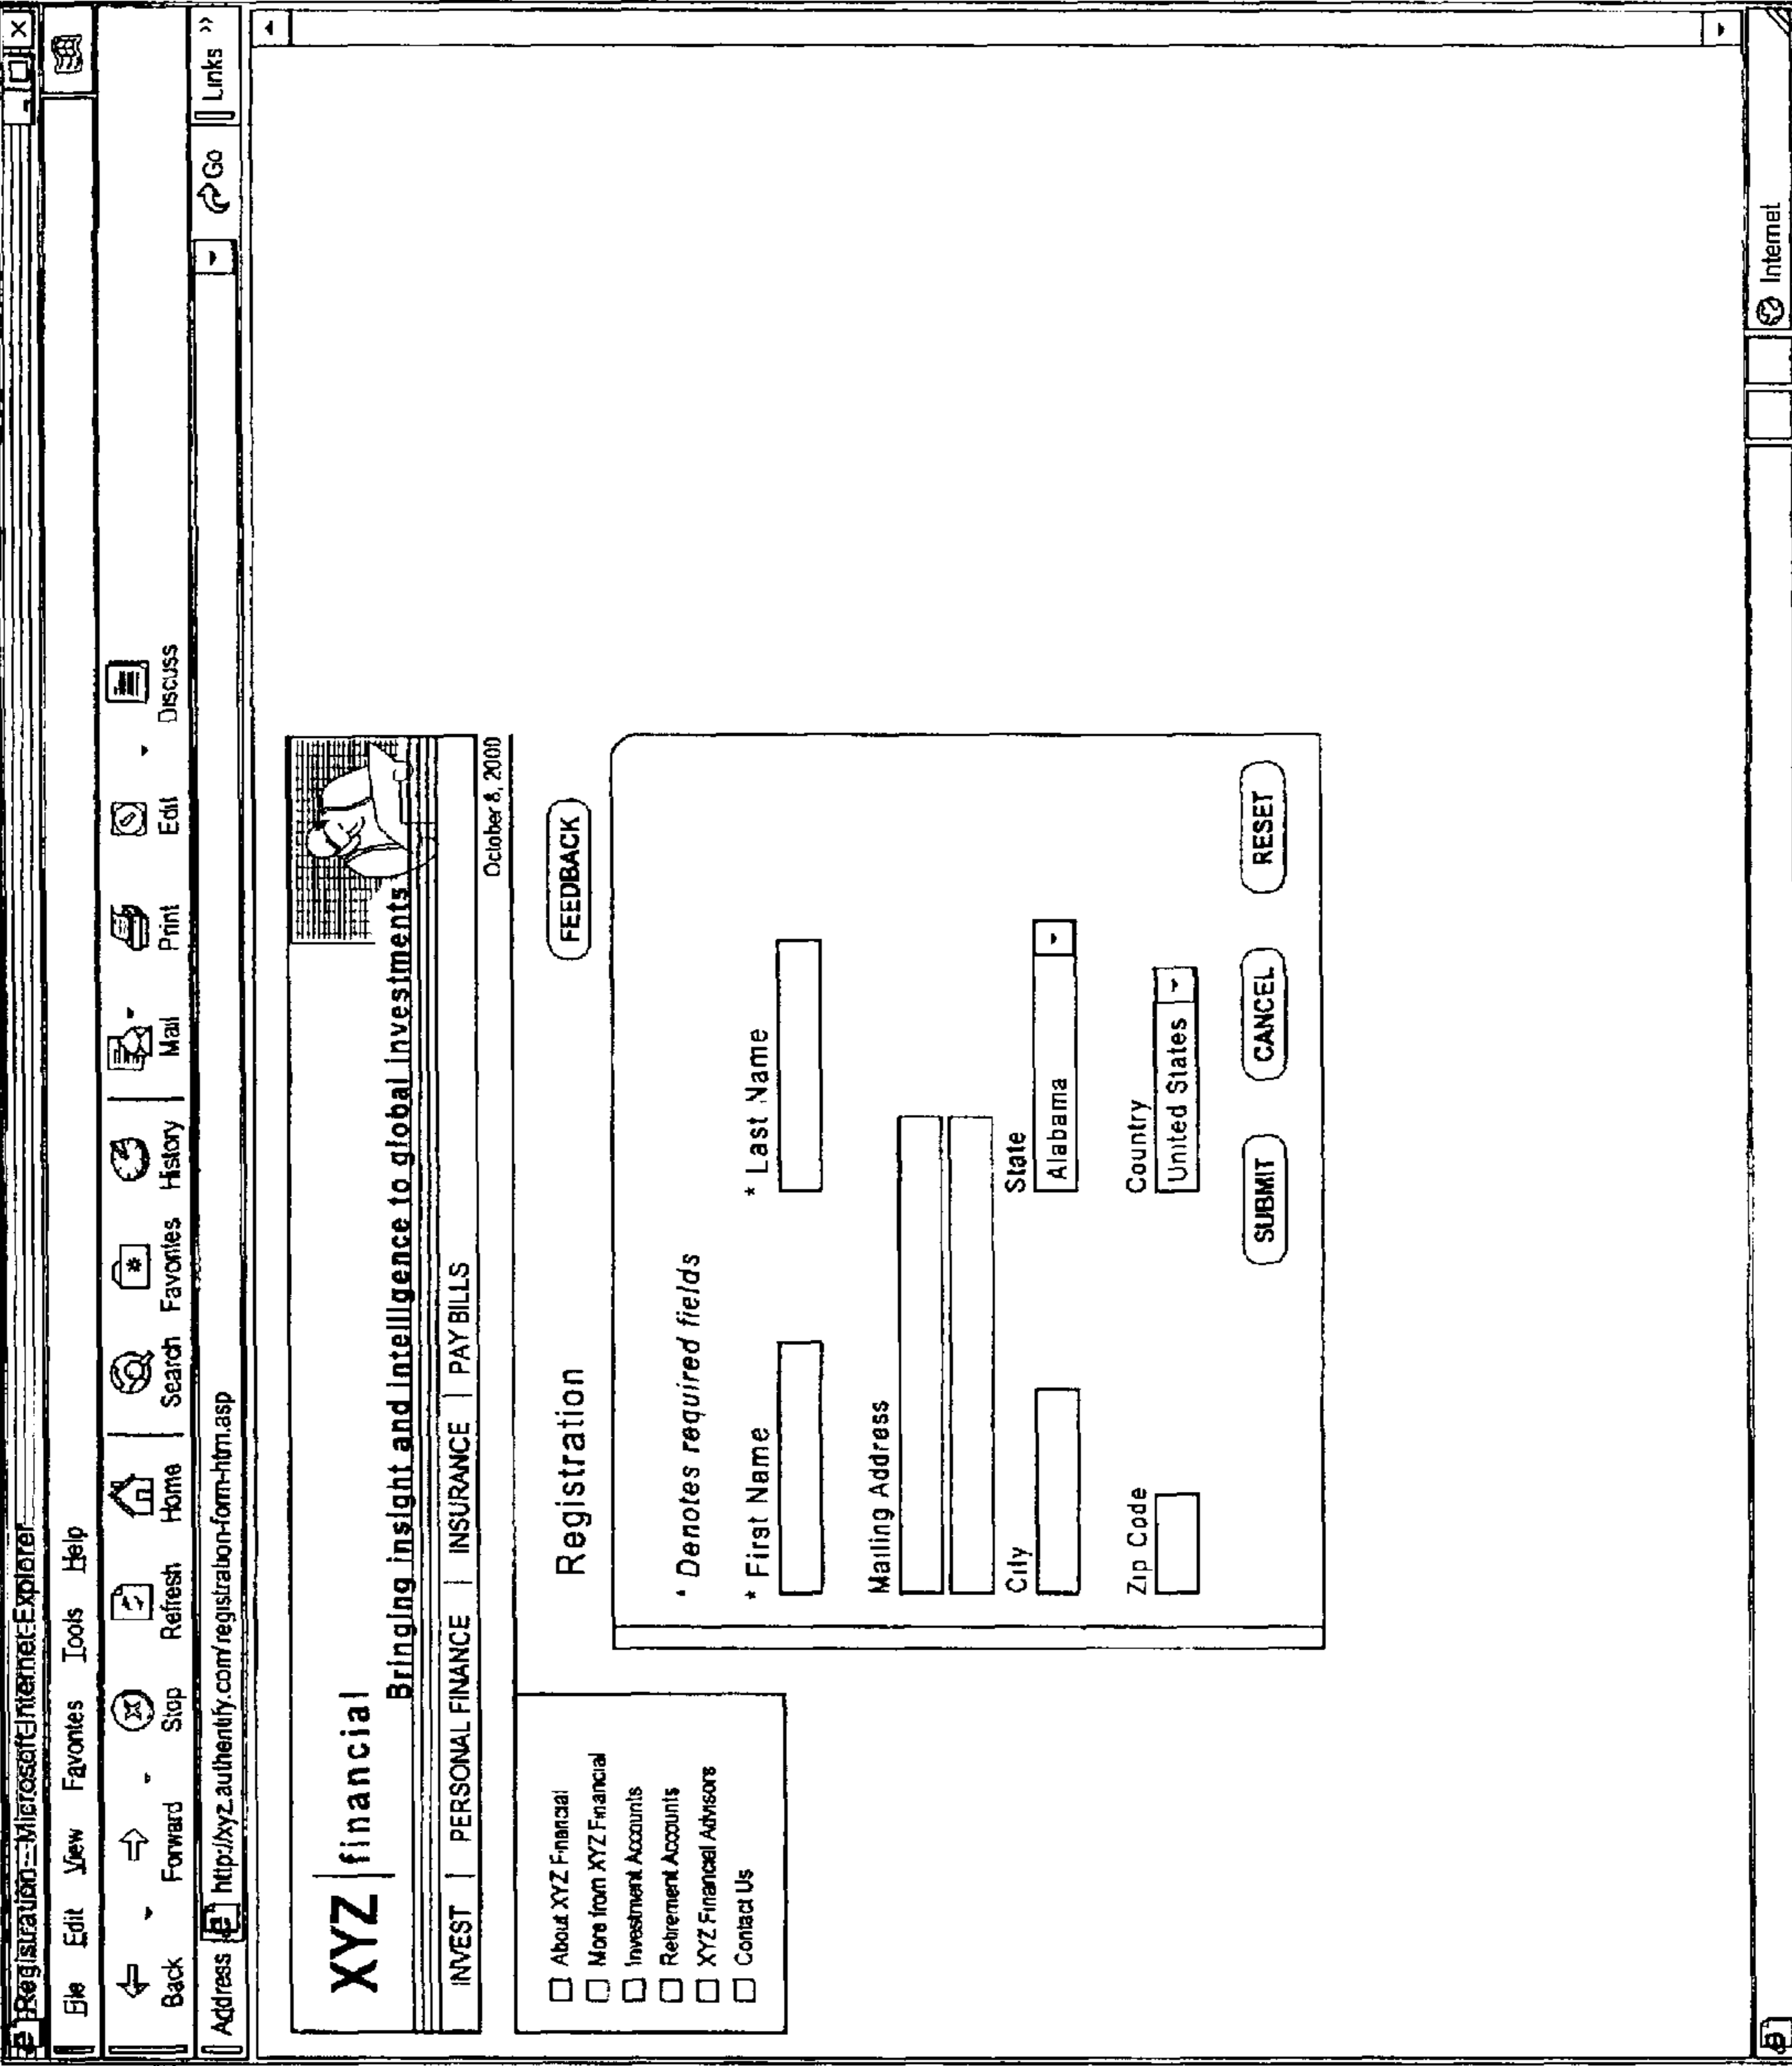 Registration--Microsoft Internet Explorer
File Edit View Favorites Tools Help
Back Forward Stop Refresh Home Search Favorites History Mail Print Edit Discuss
Address http://xyz.authentify.com/registration-form-htm.asp Go Links »
XYZ financial
Bringing insight and intelligence to global investments
INVEST | PERSONAL FINANCE | INSURANCE | PAY BILLS
October 8, 2000
About XYZ Financial
More from XYZ Financial
Investment Accounts
Retirement Accounts
XYZ Financial Advisors
Contact Us
Registration FEEDBACK
* Denotes required fields
* First Name * Last Name
Mailing Address
City State
Alabama
Zip Code Country
United States
SUBMIT CANCEL RESET
Internet